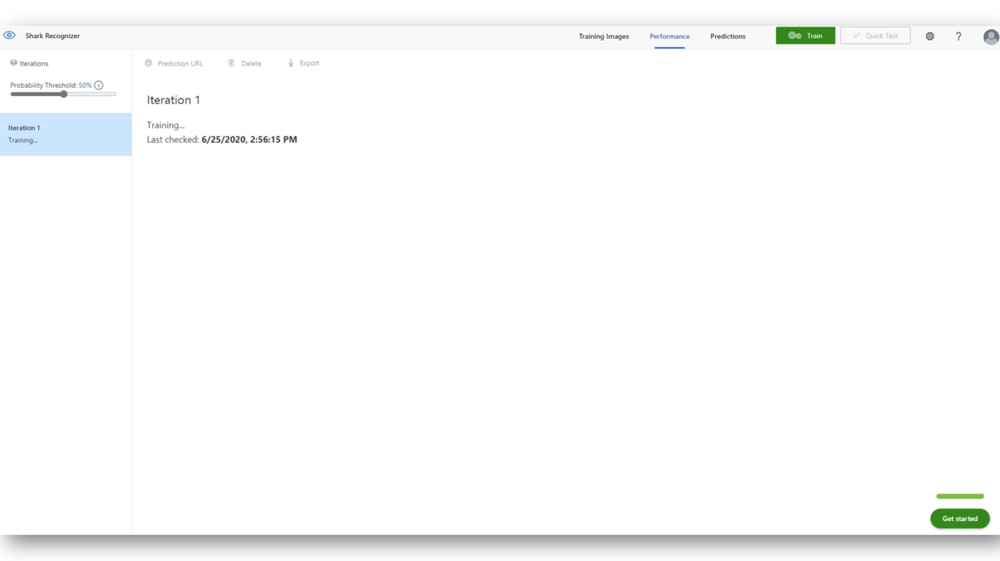 Shark Recognizer
Training Images
Performance
Predictions
Train
Quick Test
?
Iterations
Prediction URL
Delete
Export
Probability Threshold: 50% i
Iteration 1
Training...
Last checked: 6/25/2020, 2:56:15 PM
Iteration 1
Training...
Get started